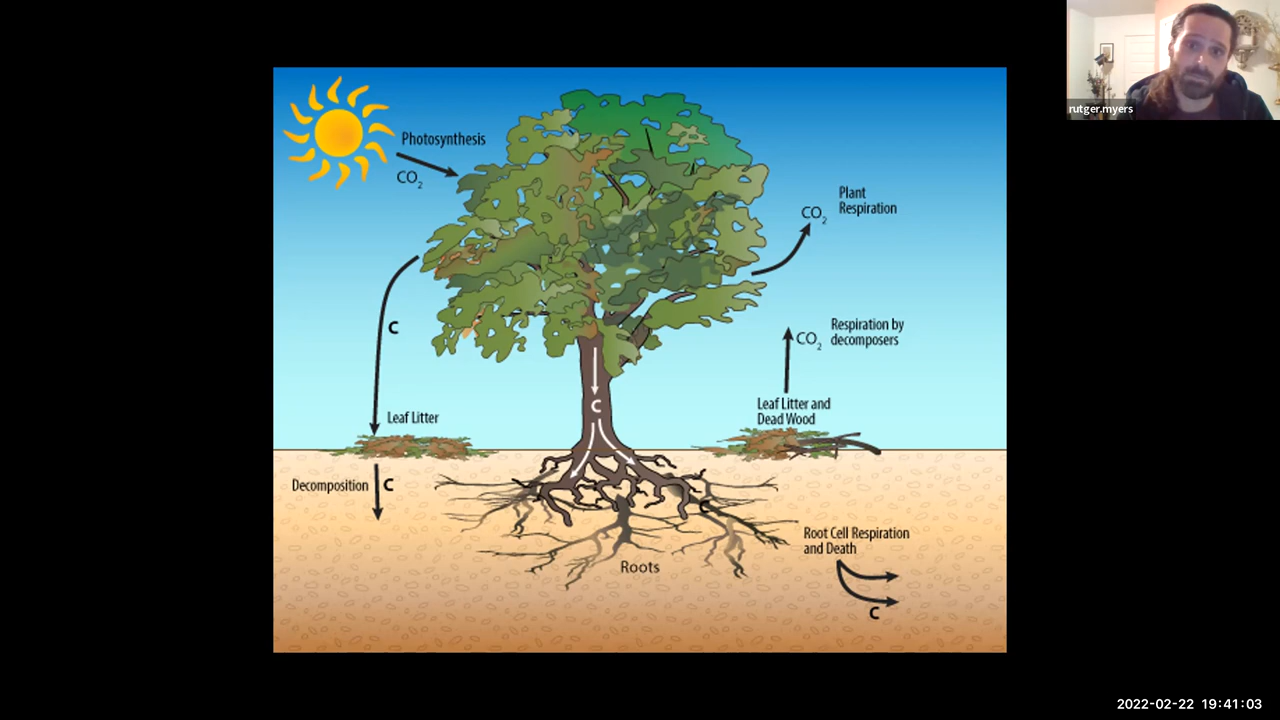 rutger.myers
Photosynthesis
CO2
Plant
Respiration
CO2
C
Respiration by
decomposers
CO2
C
Leaf Litter
Leaf Litter and
Dead Wood
Decomposition
C
C
Root Cell Respiration
and Death
Roots
C
2022-02-22 19:41:03